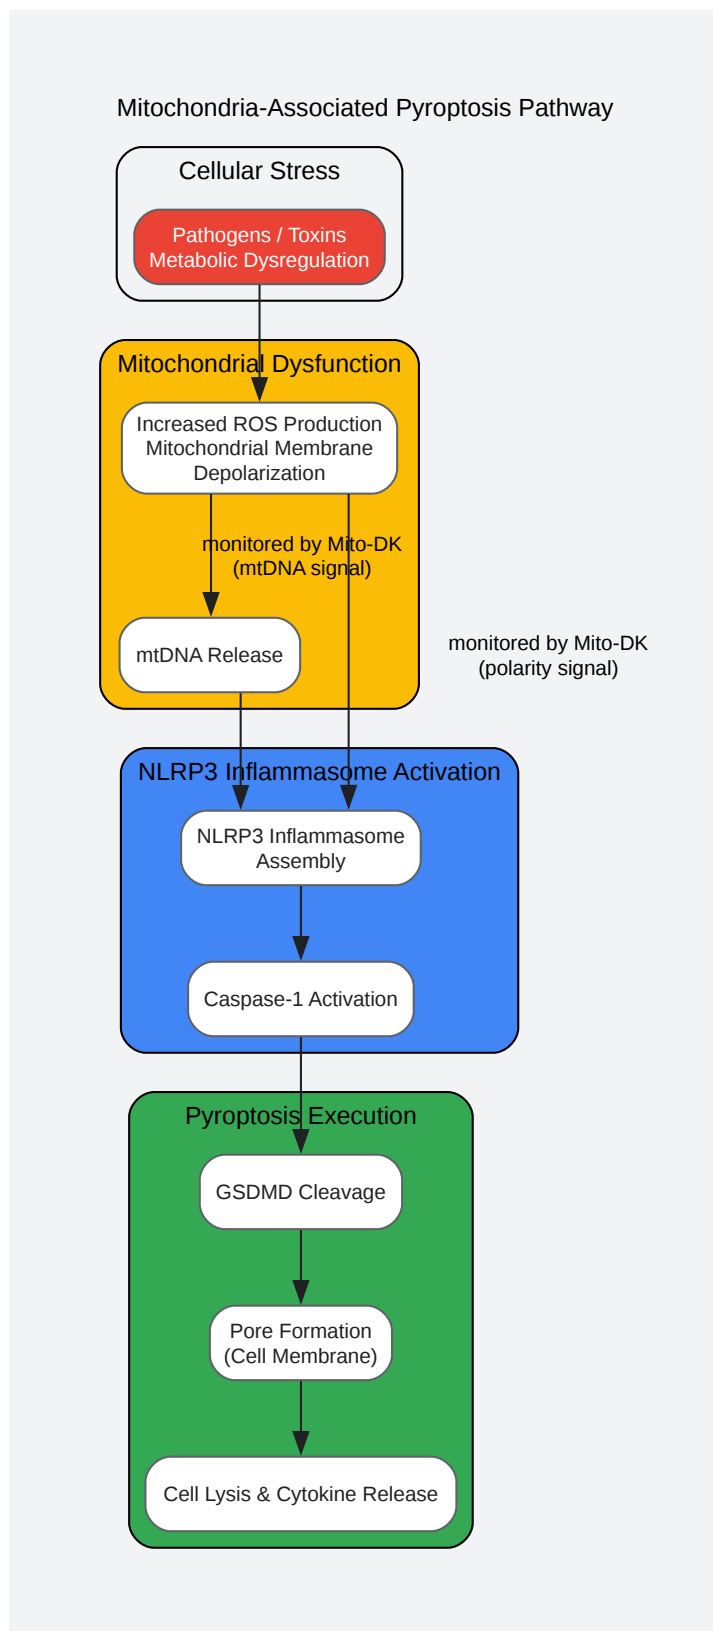 Mitochondria-Associated Pyroptosis Pathway
Cellular Stress
Pathogens / Toxins
Metabolic Dysregulation
Mitochondrial Dysfunction
Increased ROS Production
Mitochondrial Membrane
Depolarization
monitored by Mito-DK
(mtDNA signal)
mtDNA Release
monitored by Mito-DK
(polarity signal)
NLRP3 Inflammasome Activation
NLRP3 Inflammasome
Assembly
Caspase-1 Activation
Pyroptosis Execution
GSDMD Cleavage
Pore Formation
(Cell Membrane)
Cell Lysis & Cytokine Release